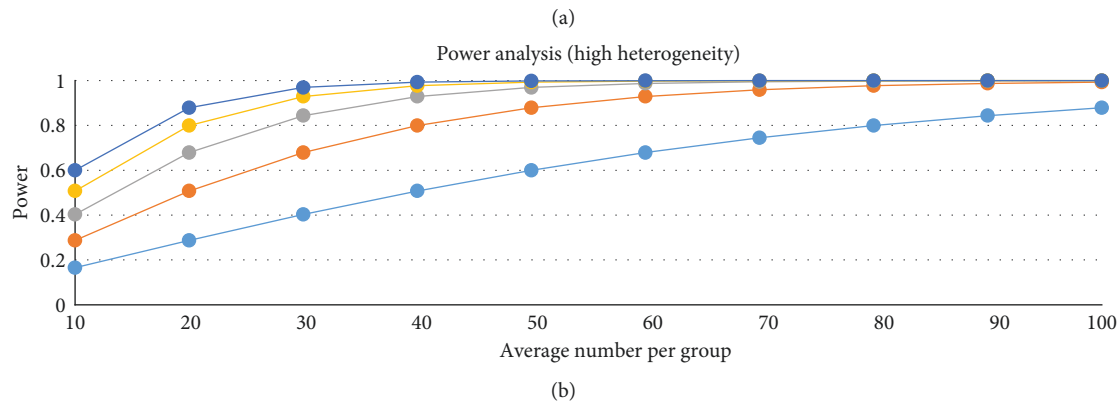 (a)
Power analysis (high heterogeneity)
1
0.8
0.6
0.4
0.2
0
Power
10 20 30 40 50 60 70 80 90 100
Average number per group
(b)